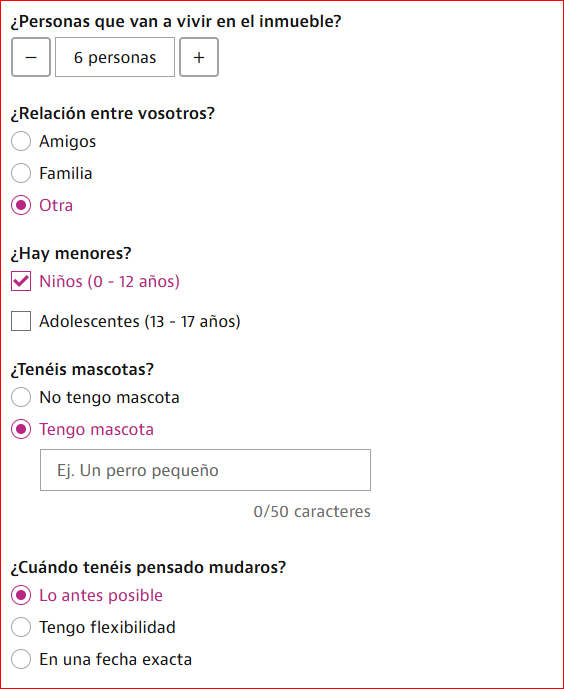 ¿Personas que van a vivir en el inmueble?
− 6 personas +
¿Relación entre vosotros?
Amigos
Familia
Otra
¿Hay menores?
Niños (0 - 12 años)
Adolescentes (13 - 17 años)
¿Tenéis mascotas?
No tengo mascota
Tengo mascota
Ej. Un perro pequeño
0/50 caracteres
¿Cuándo tenéis pensado mudaros?
Lo antes posible
Tengo flexibilidad
En una fecha exacta